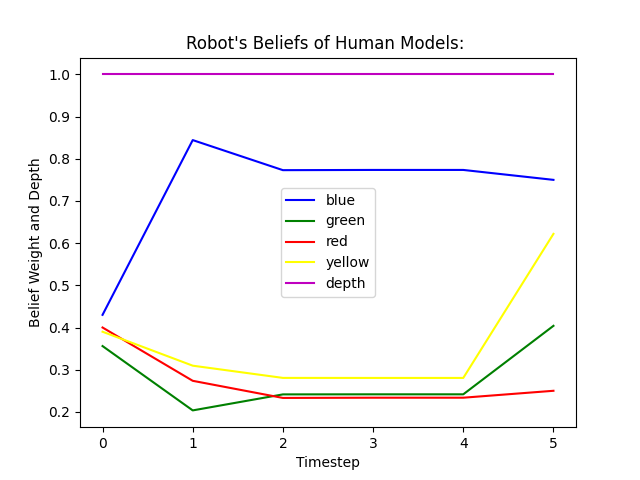 Robot's Beliefs of Human Models:
Belief Weight and Depth
1.0
0.9
0.8
0.7
0.6
0.5
0.4
0.3
0.2
blue
green
red
yellow
depth
0 1 2 3 4 5
Timestep